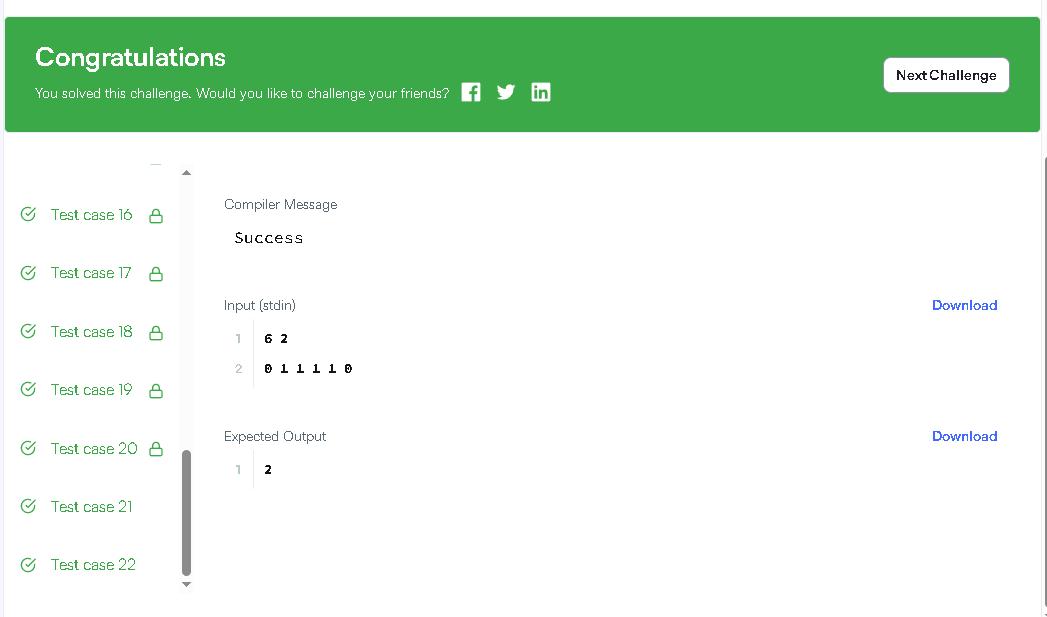 Congratulations
You solved this challenge. Would you like to challenge your friends?
Next Challenge
Test case 16
Test case 17
Test case 18
Test case 19
Test case 20
Test case 21
Test case 22
Compiler Message
Success
Input (stdin)
Download
1 6 2
2 0 1 1 1 1 0
Expected Output
Download
1 2